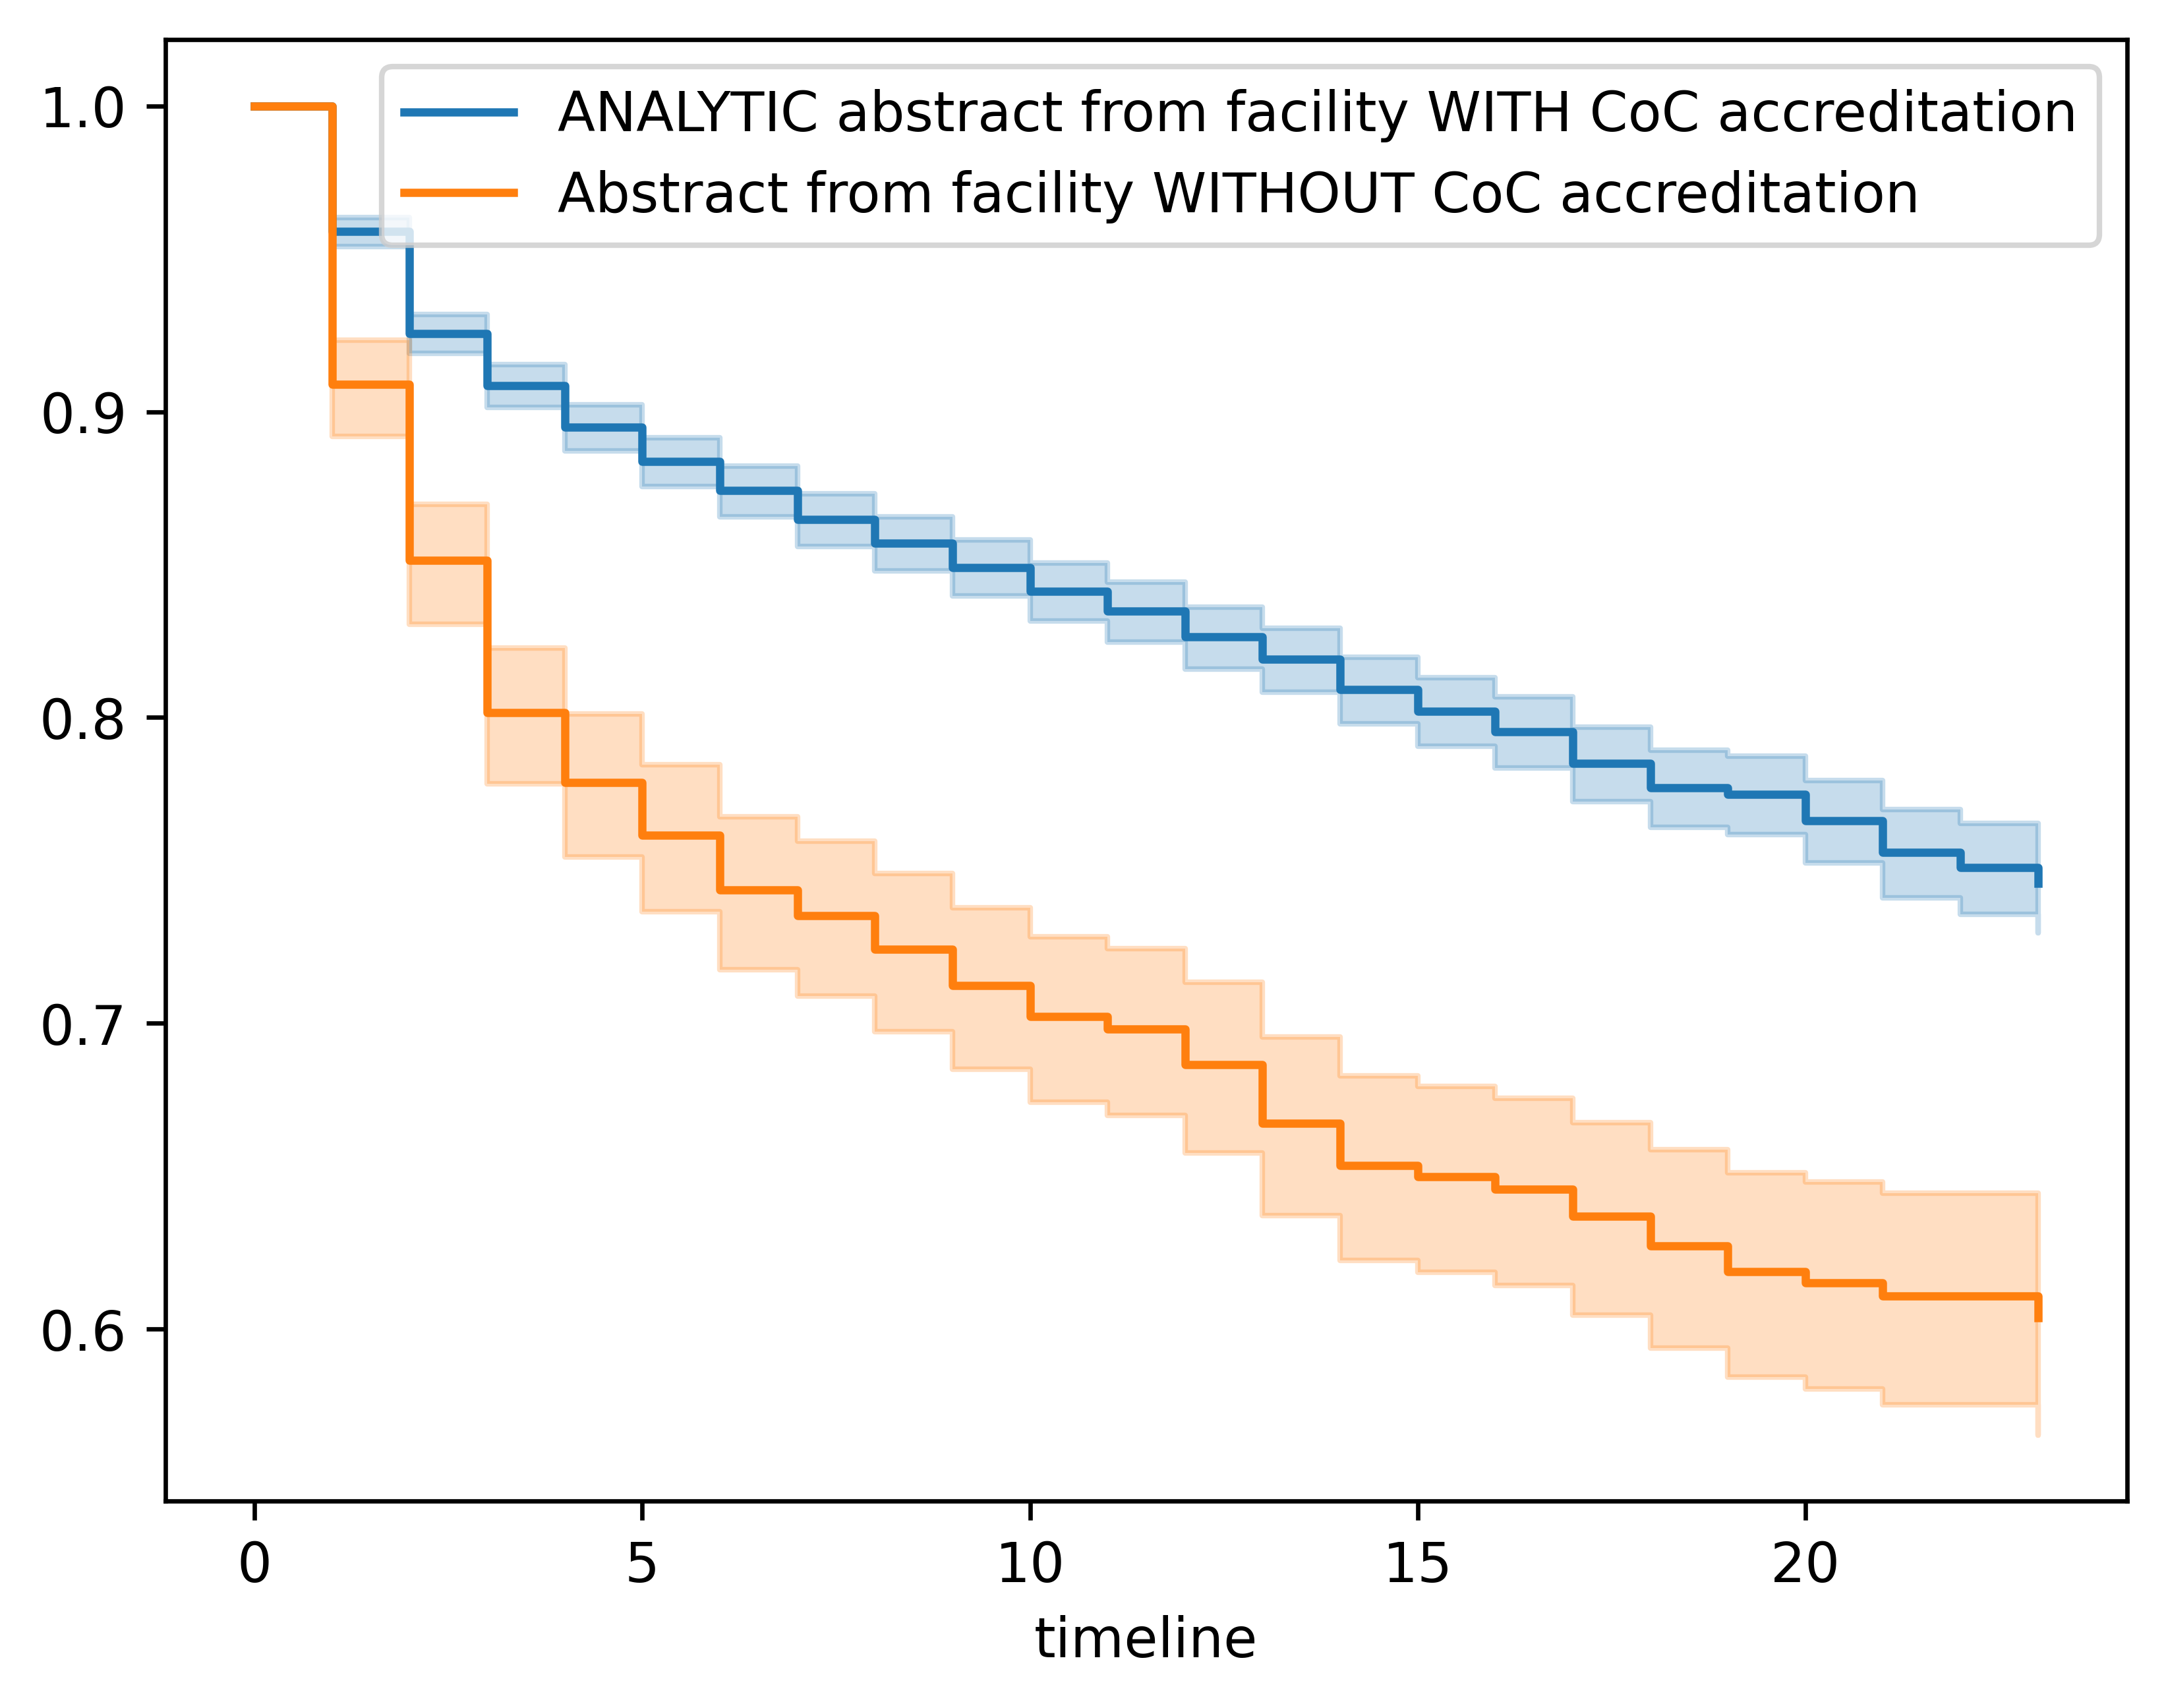 ANALYTIC abstract from facility WITH CoC accreditation
Abstract from facility WITHOUT CoC accreditation
1.0
0.9
0.8
0.7
0.6
0 5 10 15 20
timeline